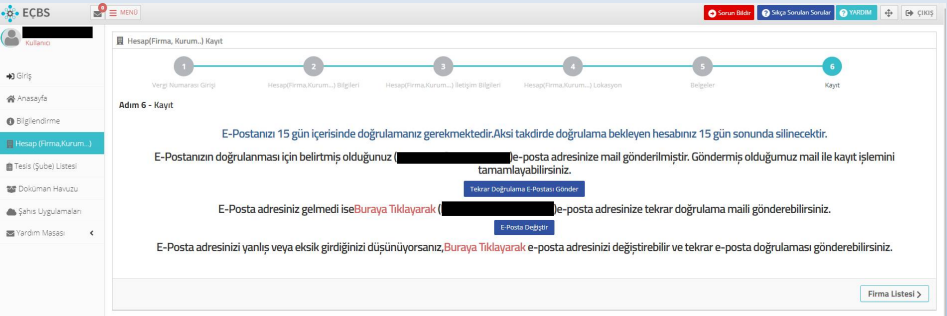 EÇBS
9
MENÜ
Sorun Bildir
Sıkça Sorulan Sorular
YARDIM
ÇIKIŞ
Kullanıcı
Giriş
Anasayfa
Bilgilendirme
Hesap (Firma,Kurum...)
Tesis (Şube) Listesi
Doküman Havuzu
Şahıs Uygulamaları
Yardım Masası
Hesap(Firma, Kurum..) Kayıt
1
2
3
4
5
6
Vergi Numarası Girişi
Hesap(Firma,Kurum...) Bilgileri
Hesap(Firma,Kurum...) İletişim Bilgileri
Hesap(Firma,Kurum...) Lokasyon
Belgeler
Kayıt
Adım 6 - Kayıt
E-Postanızı 15 gün içerisinde doğrulamanız gerekmektedir.Aksi takdirde doğrulama bekleyen hesabınız 15 gün sonunda silinecektir.
E-Postanızın doğrulanması için belirtmiş olduğunuz ( )e-posta adresinize mail gönderilmiştir. Göndermiş olduğumuz mail ile kayıt işlemini
tamamlayabilirsiniz.
Tekrar Doğrulama E-Postası Gönder
E-Posta adresiniz gelmedi iseBuraya Tıklayarak ( )e-posta adresinize tekrar doğrulama maili gönderebilirsiniz.
E-Posta Değiştir
E-Posta adresinizi yanlış veya eksik girdiğinizi düşünüyorsanız,Buraya Tıklayarak e-posta adresinizi değiştirebilir ve tekrar e-posta doğrulaması gönderebilirsiniz.
Firma Listesi